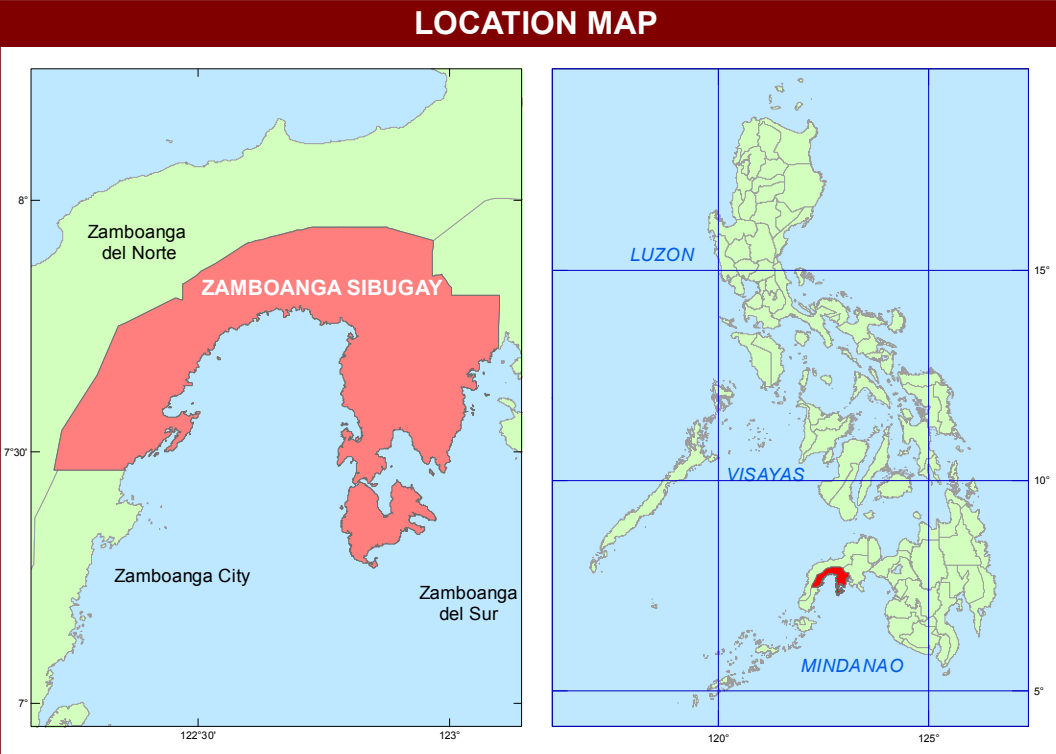 LOCATION MAP
Zamboanga
del Norte
ZAMBOANGA SIBUGAY
Zamboanga City
Zamboanga
del Sur
8°
7°30'
7°
122°30'
123°
LUZON
VISAYAS
MINDANAO
15°
10°
5°
120°
125°